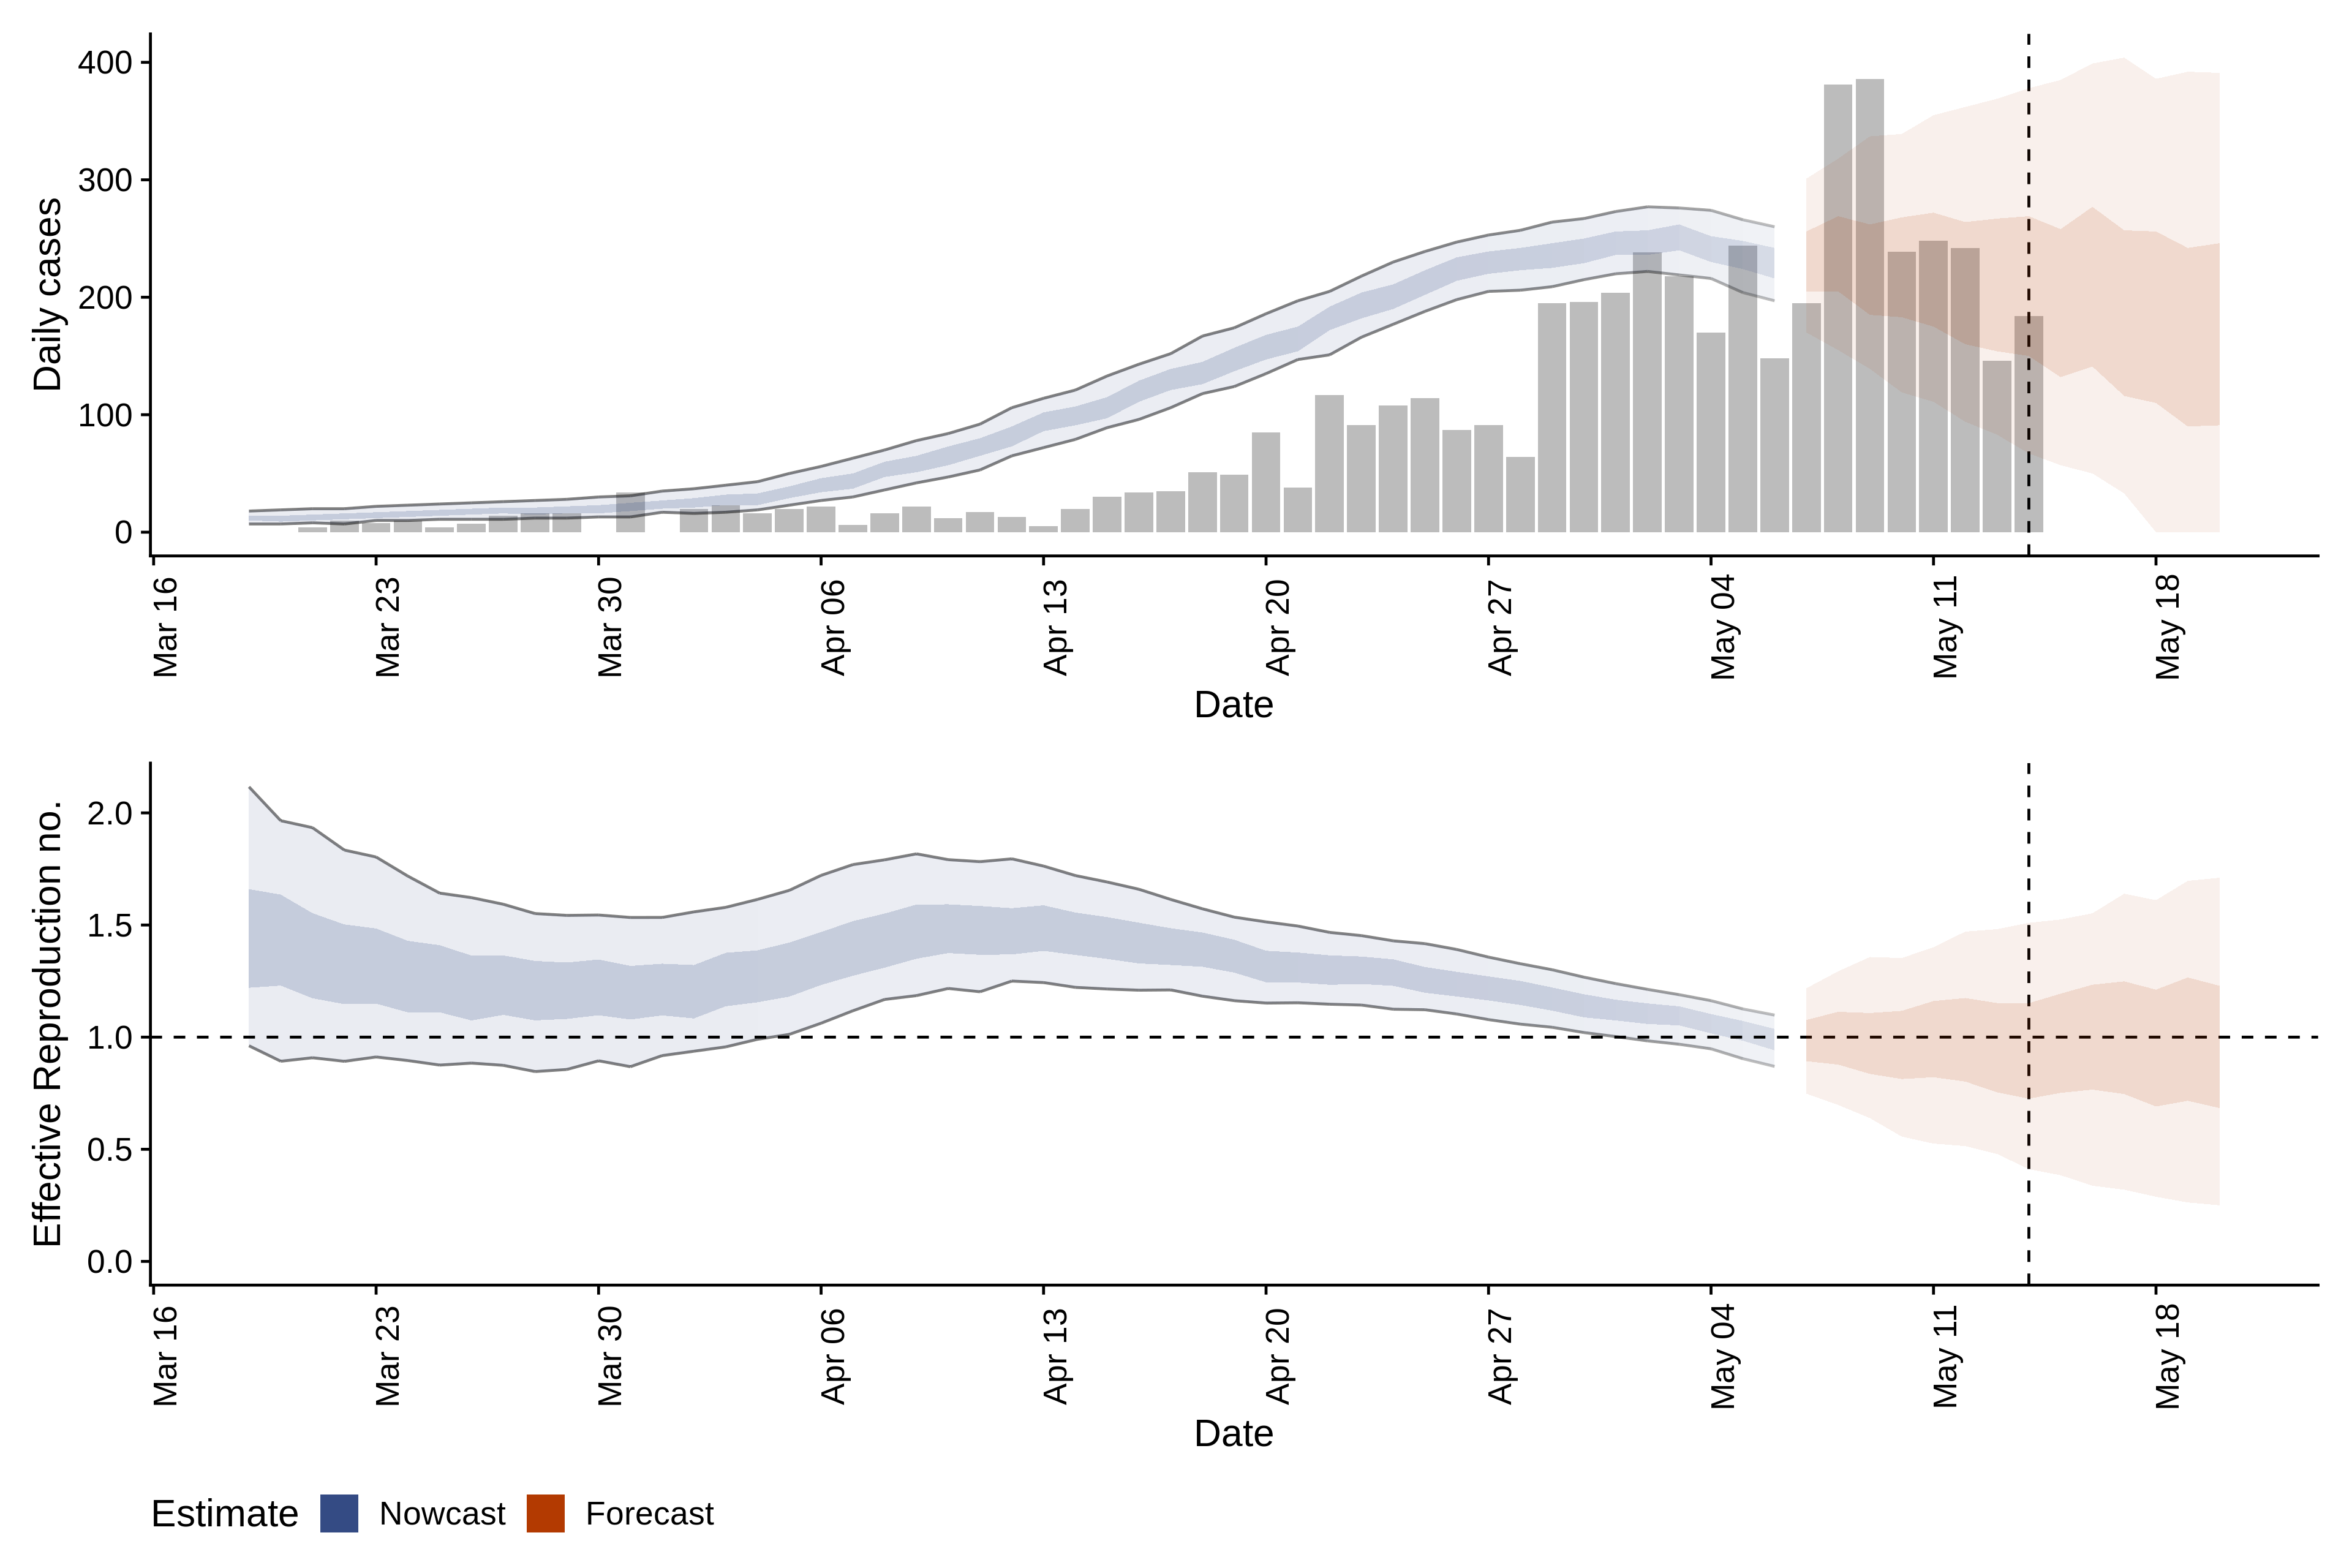 Daily cases
400
300
200
100
0
Mar 16
Mar 23
Mar 30
Apr 06
Apr 13
Apr 20
Apr 27
May 04
May 11
May 18
Date
Effective Reproduction no.
2.0
1.5
1.0
0.5
0.0
Mar 16
Mar 23
Mar 30
Apr 06
Apr 13
Apr 20
Apr 27
May 04
May 11
May 18
Date
Estimate Nowcast Forecast